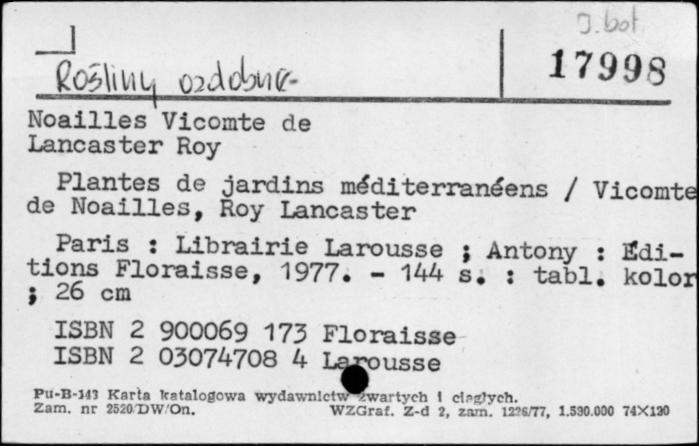 J. bot.
17998
Rośliny ozdobne
Noailles Vicomte de
Lancaster Roy
Plantes de jardins méditerranéens / Vicomte
de Noailles, Roy Lancaster
Paris : Librairie Larousse ; Antony : Édi-
tions Floraisse, 1977. - 144 s. : tabl. kolor
; 26 cm
ISBN 2 900069 173 Floraisse
ISBN 2 03074708 4 Larousse
Pu-B-143 Karta katalogowa wydawnictw zwartych i ciągłych.
Zam. nr 2520/DW/On. WZGraf. Z-d 2, zam. 1226/77, 1.590.000 74×120